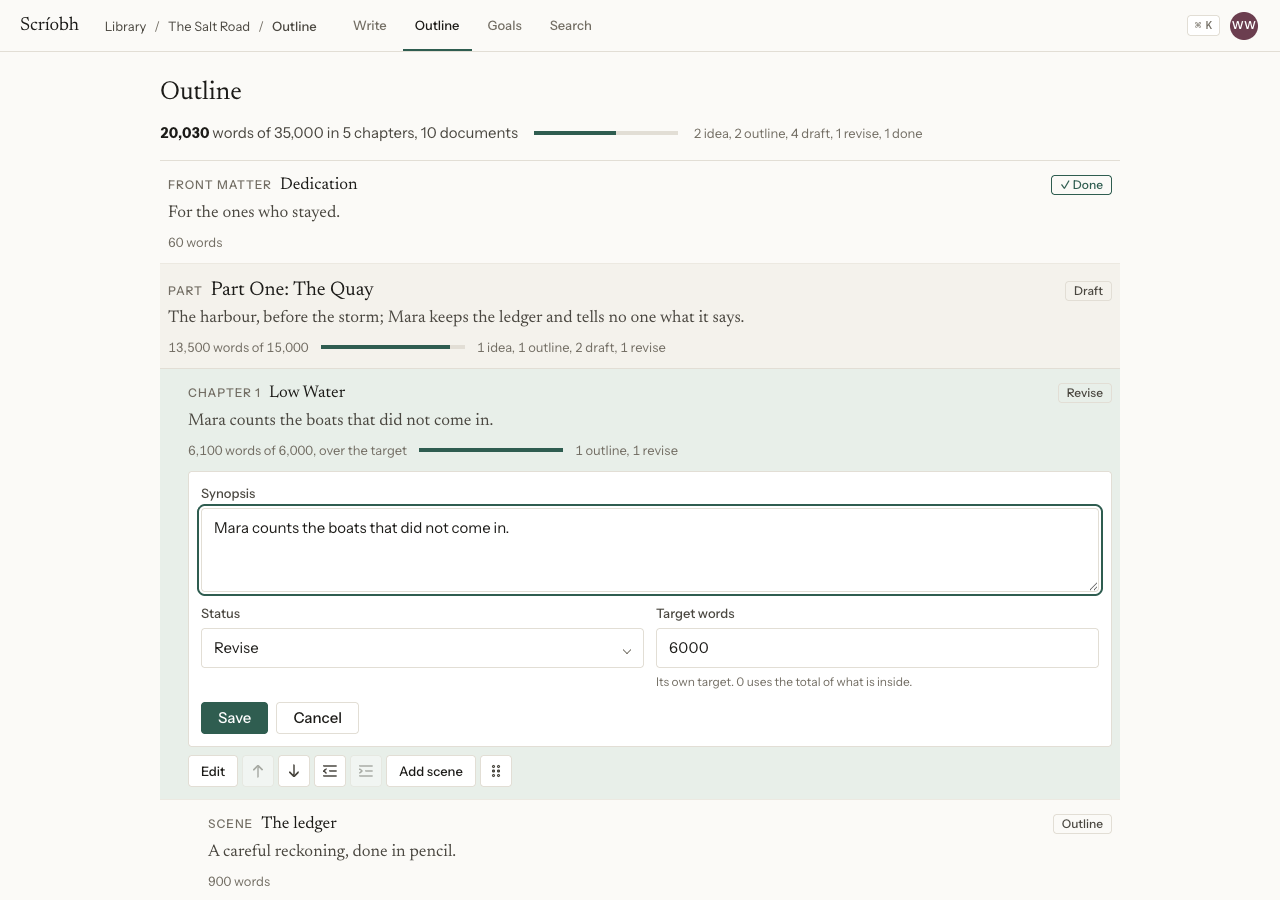 Scríobh Library / The Salt Road / Outline Write Outline Goals Search ⌘ K WW
Outline
20,030 words of 35,000 in 5 chapters, 10 documents 2 idea, 2 outline, 4 draft, 1 revise, 1 done
FRONT MATTER Dedication ✓ Done
For the ones who stayed.
60 words
PART Part One: The Quay Draft
The harbour, before the storm; Mara keeps the ledger and tells no one what it says.
13,500 words of 15,000 1 idea, 1 outline, 2 draft, 1 revise
CHAPTER 1 Low Water Revise
Mara counts the boats that did not come in.
6,100 words of 6,000, over the target 1 outline, 1 revise
Synopsis
Mara counts the boats that did not come in.
Status Target words
Revise 6000
Its own target. 0 uses the total of what is inside.
Save Cancel
Edit Add scene
SCENE The ledger Outline
A careful reckoning, done in pencil.
900 words